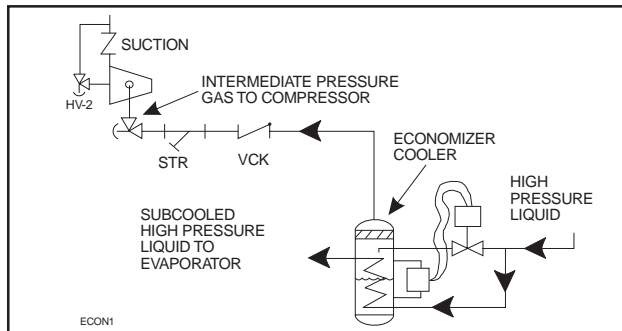 SUCTION
HV-2
INTERMEDIATE PRESSURE
GAS TO COMPRESSOR
STR
VCK
ECONOMIZER
COOLER
HIGH
PRESSURE
LIQUID
SUBCOOLED
HIGH PRESSURE
LIQUID TO
EVAPORATOR
ECON1